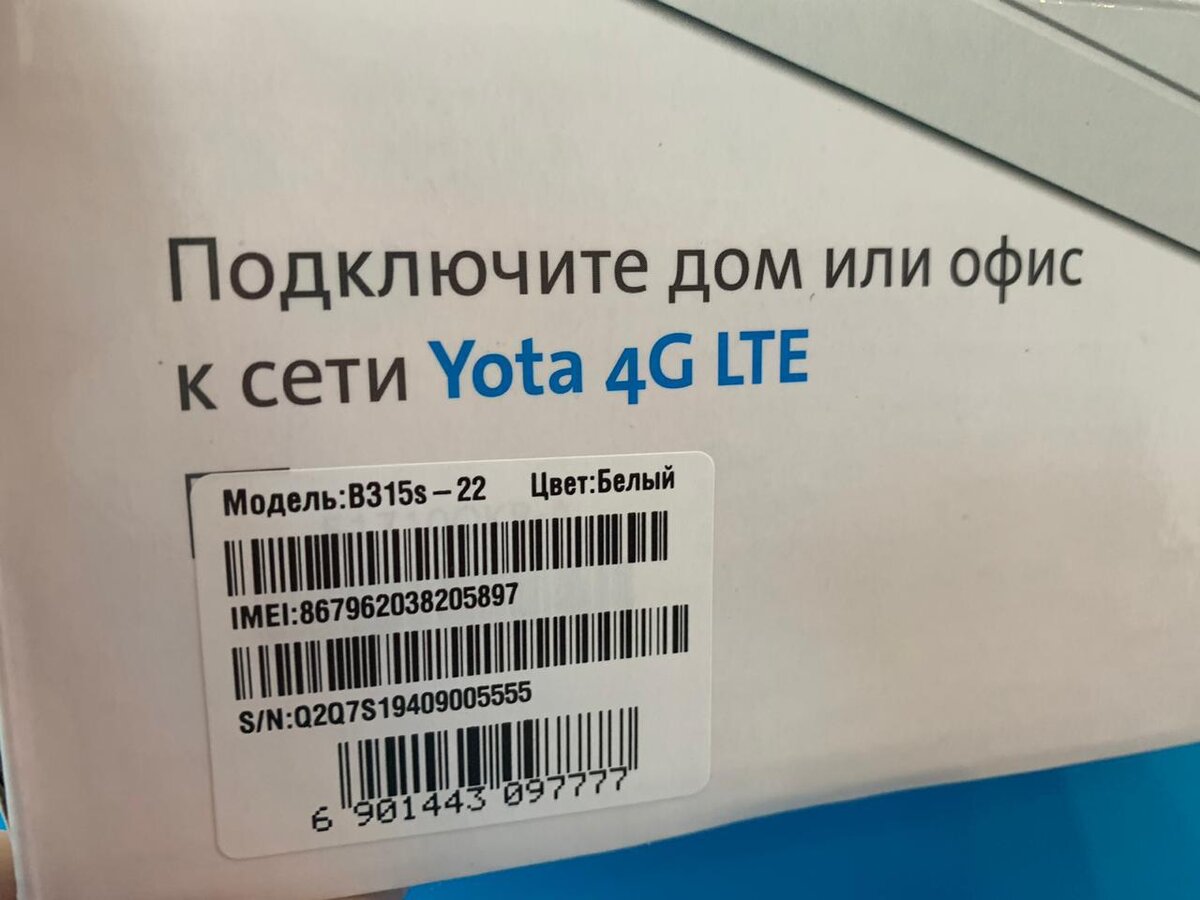 Подключите дом или офис
к сети Yota 4G LTE
Модель:B315s-22 Цвет:Белый
IMEI:867962038205897
S/N:Q2Q7S19409005555
6 901443 097777